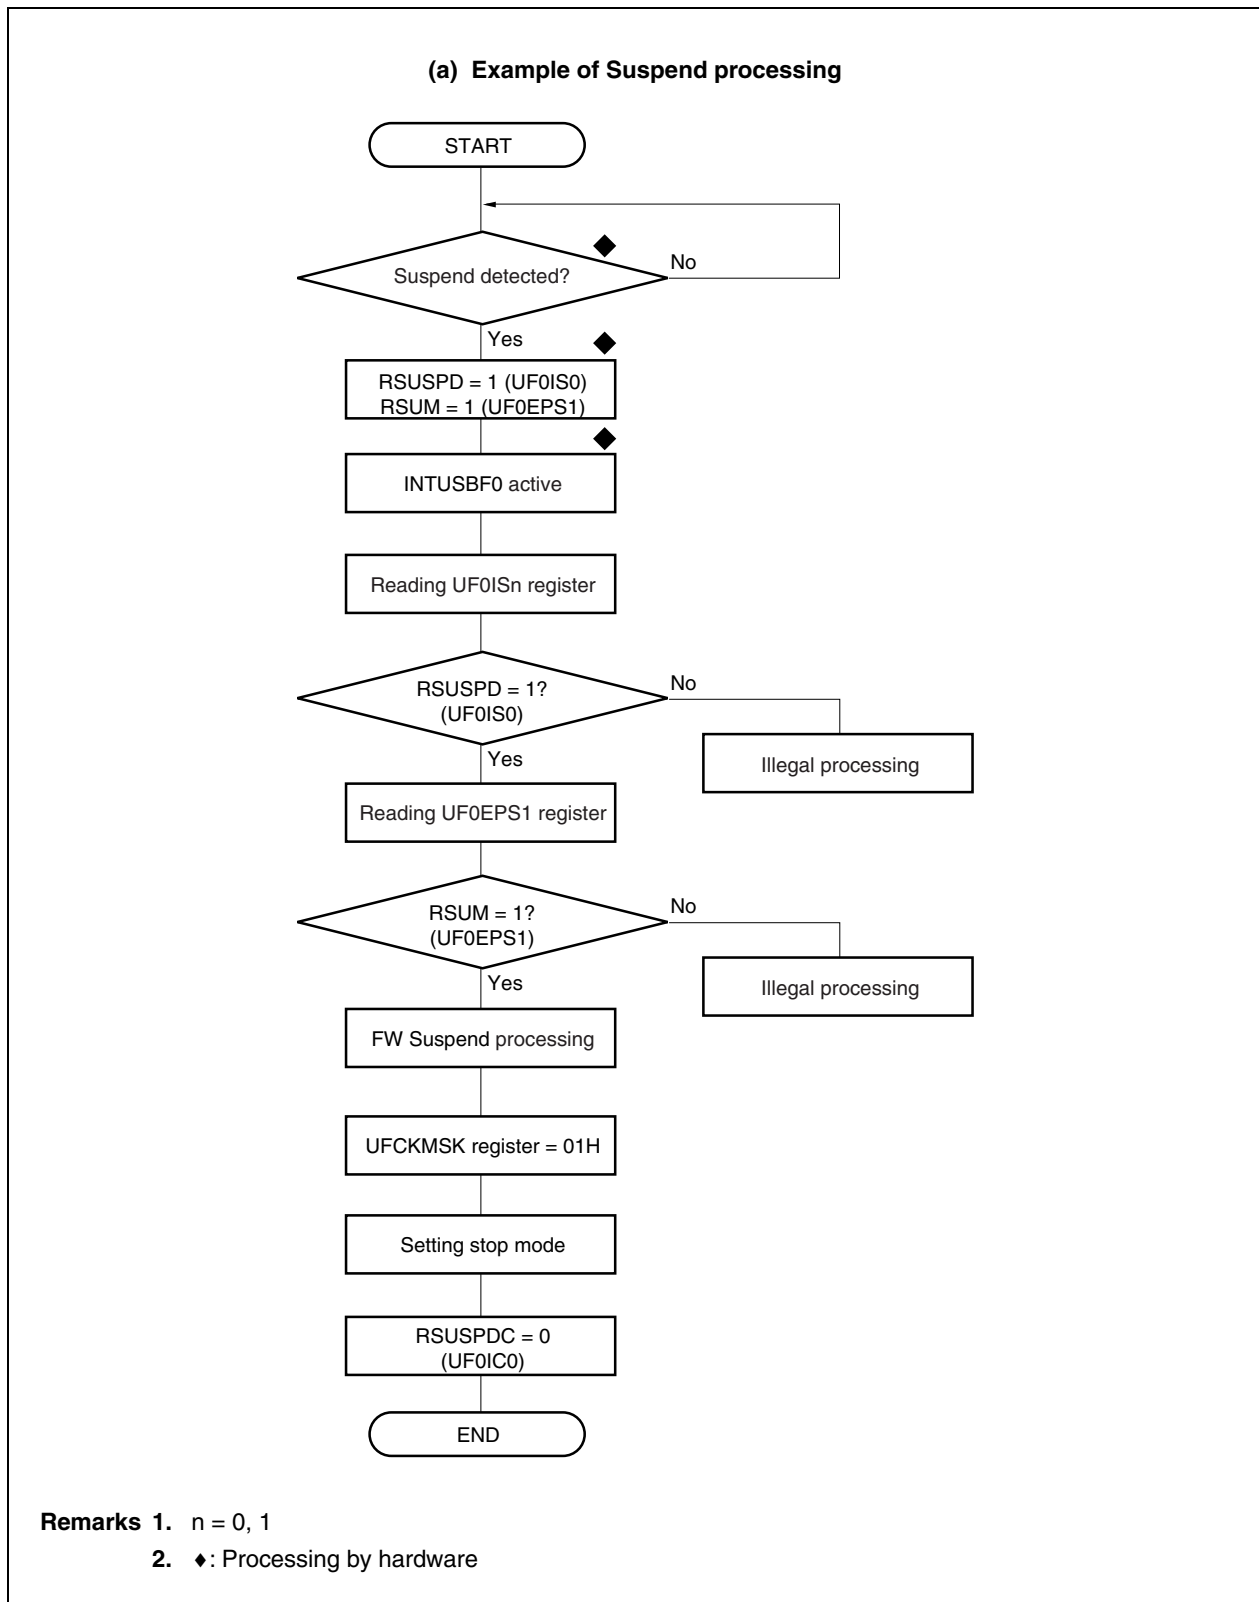 (a) Example of Suspend processing
START
Suspend detected?
No
Yes
RSUSPD = 1 (UF0IS0)
RSUM = 1 (UF0EPS1)
INTUSBF0 active
Reading UF0ISn register
RSUSPD = 1?
(UF0IS0)
No
Yes
Illegal processing
Reading UF0EPS1 register
RSUM = 1?
(UF0EPS1)
No
Yes
Illegal processing
FW Suspend processing
UFCKMSK register = 01H
Setting stop mode
RSUSPDC = 0
(UF0IC0)
END
Remarks 1. n = 0, 1
2. ♦: Processing by hardware